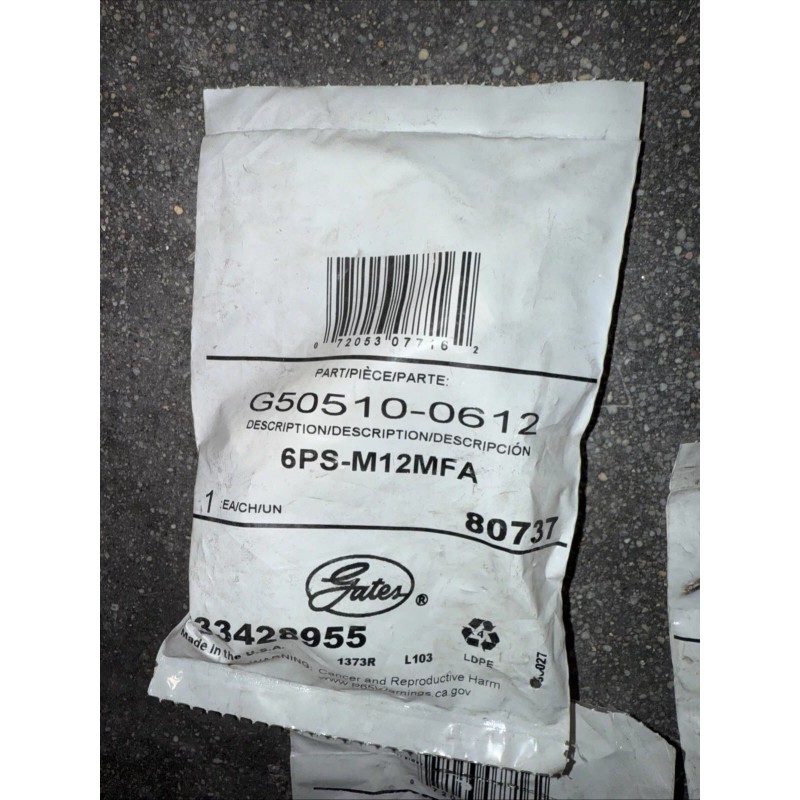 0 72053 07716 2
PART/PIÈCE/PARTE:
G50510-0612
DESCRIPTION/DESCRIPTION/DESCRIPCIÓN
6PS-M12MFA
1 :EA/CH/UN
80737
Gates®
33428955
Made in the U.S.A.
1373R L103
4
LDPE
WARNING: Cancer and Reproductive Harm
www.P65Warnings.ca.gov